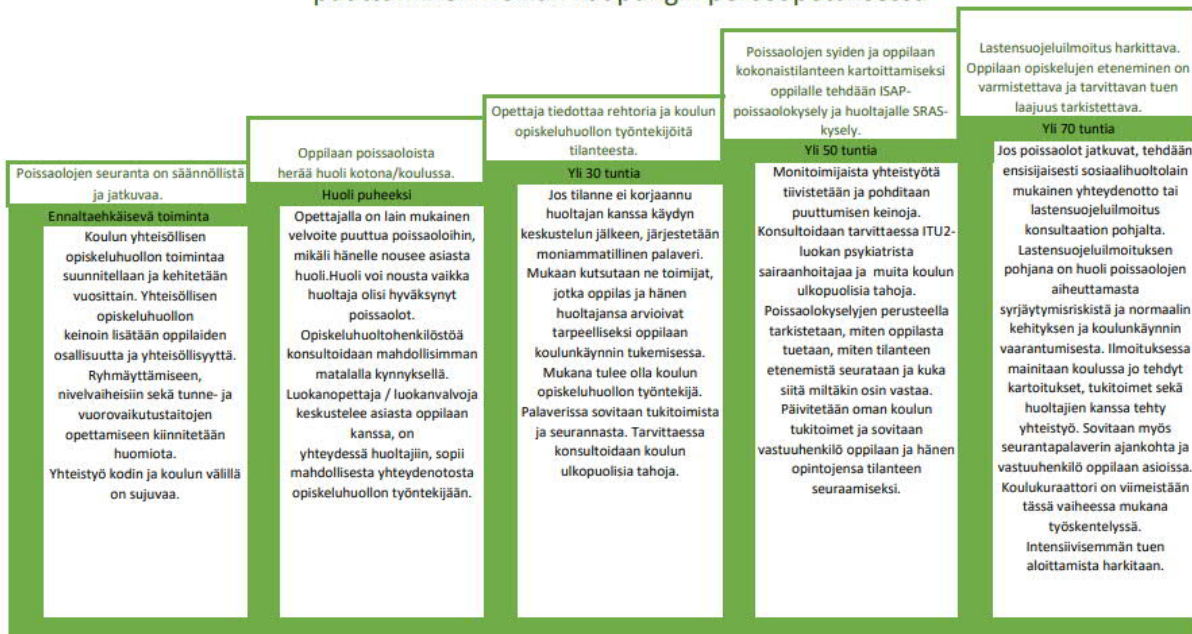 Poissaolojen seuranta on säännöllistä
ja jatkuvaa.
Ennaltaehkäisevä toiminta
Koulun yhteisöllisen
opiskeluhuollon toimintaa
suunnitellaan ja kehitetään
vuosittain. Yhteisöllisen
opiskeluhuollon
keinoin lisätään oppilaiden
osallisuutta ja yhteisöllisyyttä.
Ryhmäyttämiseen,
nivelvaiheisiin sekä tunne- ja
vuorovaikutustaitojen
opettamiseen kiinnitetään
huomiota.
Yhteistyö kodin ja koulun välillä
on sujuvaa.
Oppilaan poissaoloista
herää huoli kotona/koulussa.
Huoli puheeksi
Opettajalla on lain mukainen
velvoite puuttua poissaoloihin,
mikäli hänelle nousee asiasta
huoli.Huoli voi nousta vaikka
huoltaja olisi hyväksynyt
poissaolot.
Opiskeluhuoltohenkilöstöä
konsultoidaan mahdollisimman
matalalla kynnyksellä.
Luokanopettaja / luokanvalvoja
keskustelee asiasta oppilaan
kanssa, on
yhteydessä huoltajiin, sopii
mahdollisesta yhteydenotosta
opiskeluhuollon työntekijään.
Opettaja tiedottaa rehtoria ja koulun
opiskeluhuollon työntekijöitä
tilanteesta.
Yli 30 tuntia
Jos tilanne ei korjaannu
huoltajan kanssa käydyn
keskustelun jälkeen, järjestetään
moniammatillinen palaveri.
Mukaan kutsutaan ne toimijat,
jotka oppilas ja hänen
huoltajansa arvioivat
tarpeelliseksi oppilaan
koulunkäynnin tukemisessa.
Mukana tulee olla koulun
opiskeluhuollon työntekijä.
Palaverissa sovitaan tukitoimista
ja seurannasta. Tarvittaessa
konsultoidaan koulun
ulkopuolisia tahoja.
Poissaolojen syiden ja oppilaan
kokonaistilanteen kartoittamiseksi
oppilalle tehdään ISAP-
poissaolokysely ja huoltajalle SRAS-
kysely.
Yli 50 tuntia
Monitoimijaista yhteistyötä
tiivistetään ja pohditaan
puuttumisen keinoja.
Konsultoidaan tarvittaessa ITU2-
luokan psykiatrista
sairaanhoitajaa ja muita koulun
ulkopuolisia tahoja.
Poissaolokyselyjen perusteella
tarkistetaan, miten oppilasta
tuetaan, miten tilanteen
etenemistä seurataan ja kuka
siitä miltäkin osin vastaa.
Päivitetään oman koulun
tukitoimet ja sovitaan
vastuuhenkilö oppilaan ja hänen
opintojensa tilanteen
seuraamiseksi.
Lastensuojeluilmoitus harkittava.
Oppilaan opiskelujen eteneminen on
varmistettava ja tarvittavan tuen
laajuus tarkistettava.
Yli 70 tuntia
Jos poissaolot jatkuvat, tehdään
ensisijaisesti sosiaalihuoltolain
mukainen yhteydenotto tai
lastensuojeluilmoitus
konsultaation pohjalta.
Lastensuojeluilmoituksen
pohjana on huoli poissaolojen
aiheuttamasta
syrjäytymisriskistä ja normaalin
kehityksen ja koulunkäynnin
vaarantumisesta. Ilmoituksessa
mainitaan koulussa jo tehdyt
kartoitukset, tukitoimet sekä
huoltajien kanssa tehty
yhteistyö. Sovitaan myös
seurantapalaverin ajankohta ja
vastuuhenkilö oppilaan asioissa.
Koulukuraattori on viimeistään
tässä vaiheessa mukana
työskentelyssä.
Intensiivisemmän tuen
aloittamista harkitaan.